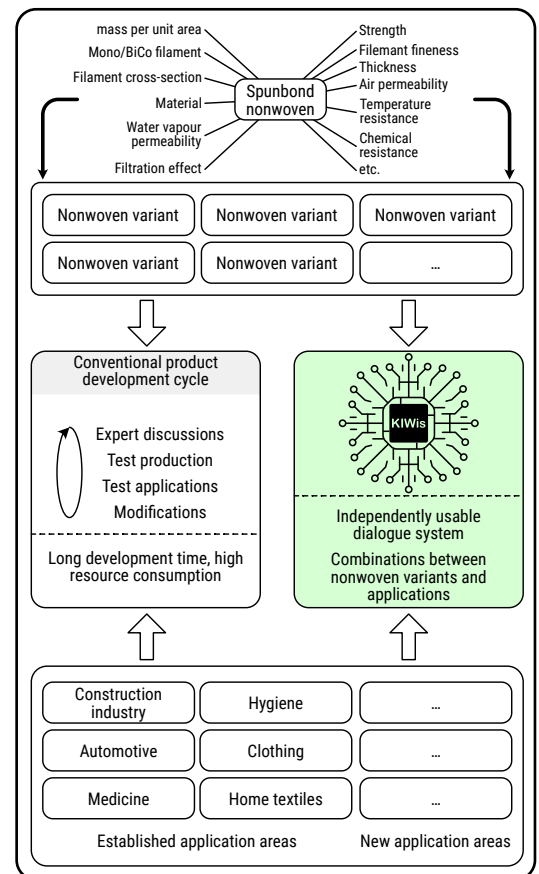 mass per unit area
Mono/BiCo filament
Filament cross-section
Material
Water vapour
permeability
Filtration effect
Spunbond
nonwoven
Strength
Filemant fineness
Thickness
Air permeability
Temperature
resistance
Chemical
resistance
etc.
Nonwoven variant
Nonwoven variant
Nonwoven variant
Nonwoven variant
Nonwoven variant
...
Conventional product
development cycle
Expert discussions
Test production
Test applications
Modifications
Long development time, high
resource consumption
KIWis
Independently usable
dialogue system
Combinations between
nonwoven variants and
applications
Construction
industry
Hygiene
...
Automotive
Clothing
...
Medicine
Home textiles
...
Established application areas
New application areas